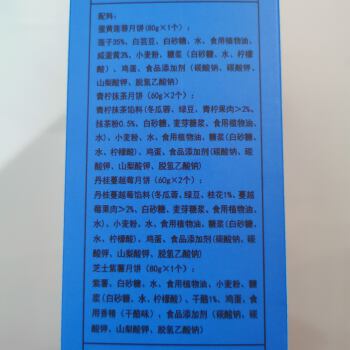 配料:
蛋黄莲蓉月饼(80g×1个):
莲子35%、白芸豆、白砂糖、水、食用植物油、
咸蛋黄3%、小麦粉、糖浆(白砂糖、水、柠檬
酸)、鸡蛋、食品添加剂(碳酸钠、碳酸钾、
山梨酸钾、脱氢乙酸钠)
青柠抹茶月饼(60g×2个):
青柠抹茶馅料(冬瓜蓉、绿豆、青柠果肉>2%、
抹茶粉0.5%、白砂糖、麦芽糖浆、食用植物油、
水)、小麦粉、水、食用植物油、糖浆(白砂糖、
水、柠檬酸)、鸡蛋、食品添加剂(碳酸钠、碳
酸钾、山梨酸钾、脱氢乙酸钠)
丹桂蔓越莓月饼(60g×2个):
丹桂蔓越莓馅料(冬瓜蓉、绿豆、桂花1%、蔓越
莓果肉>2%、白砂糖、麦芽糖浆、食用植物油、
水)、小麦粉、水、食用植物油、糖浆(白砂糖、
水、柠檬酸)、鸡蛋、食品添加剂(碳酸钠、碳
酸钾、山梨酸钾、脱氢乙酸钠)
芝士紫薯月饼(80g×1个):
紫薯、白砂糖、水、食用植物油、小麦粉、糖
浆(白砂糖、水、柠檬酸)、干酪1%、鸡蛋、食
用香精(干酪味)、食品添加剂(碳酸钠、碳酸
钾、山梨酸钾、脱氢乙酸钠)